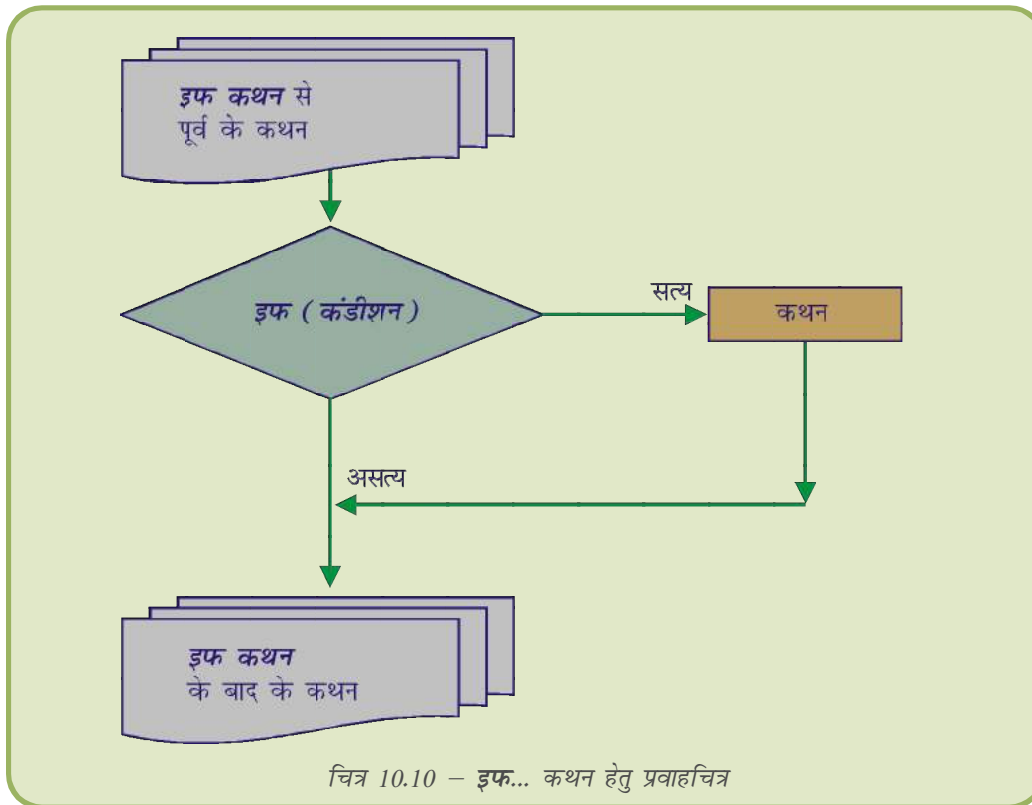 इफ कथन से
पूर्व के कथन
इफ ( कंडीशन )
सत्य
कथन
असत्य
इफ कथन
के बाद के कथन
चित्र 10.10 – इफ... कथन हेतु प्रवाहचित्र